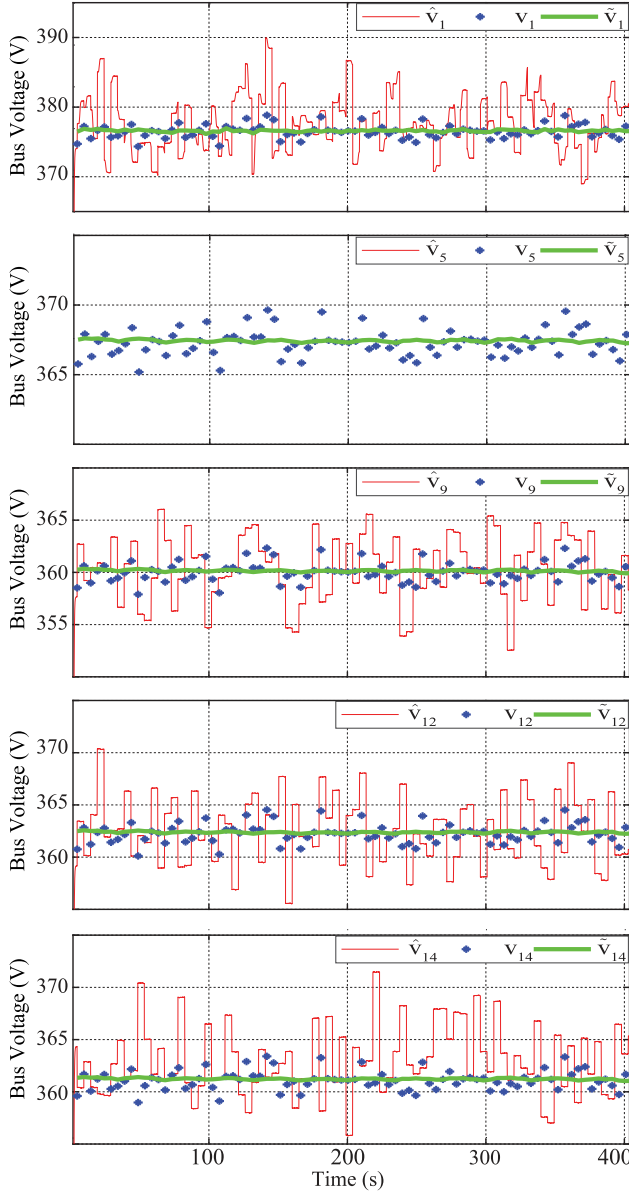 v̂₁ v₁ ṽ₁
Bus Voltage (V)
390
380
370
v̂₅ v₅ ṽ₅
Bus Voltage (V)
370
365
v̂₉ v₉ ṽ₉
Bus Voltage (V)
365
360
355
v̂₁₂ v₁₂ ṽ₁₂
Bus Voltage (V)
370
365
360
v̂₁₄ v₁₄ ṽ₁₄
Bus Voltage (V)
370
365
360
100 200 300 400
Time (s)